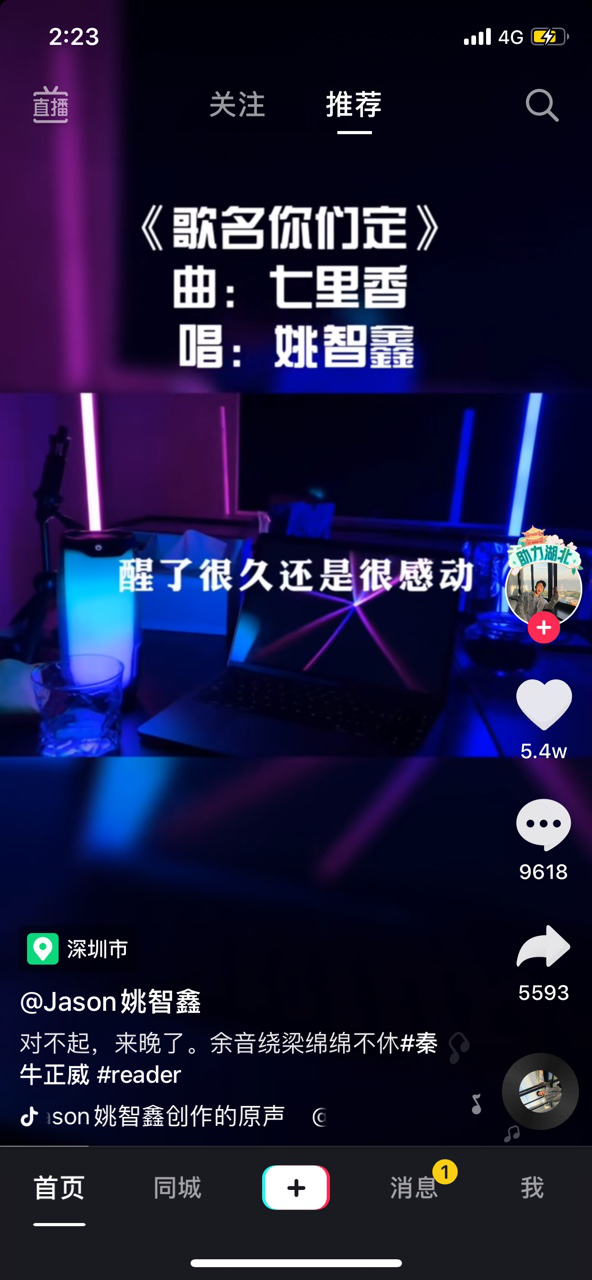 2:23
4G
直播
关注
推荐
《歌名你们定》
曲：七里香
唱：姚智鑫
醒了很久还是很感动
助力湖北
5.4w
9618
5593
深圳市
@Jason姚智鑫
对不起，来晚了。余音绕梁绵绵不休#秦
牛正威 #reader
ason姚智鑫创作的原声 @
首页
同城
消息
1
我